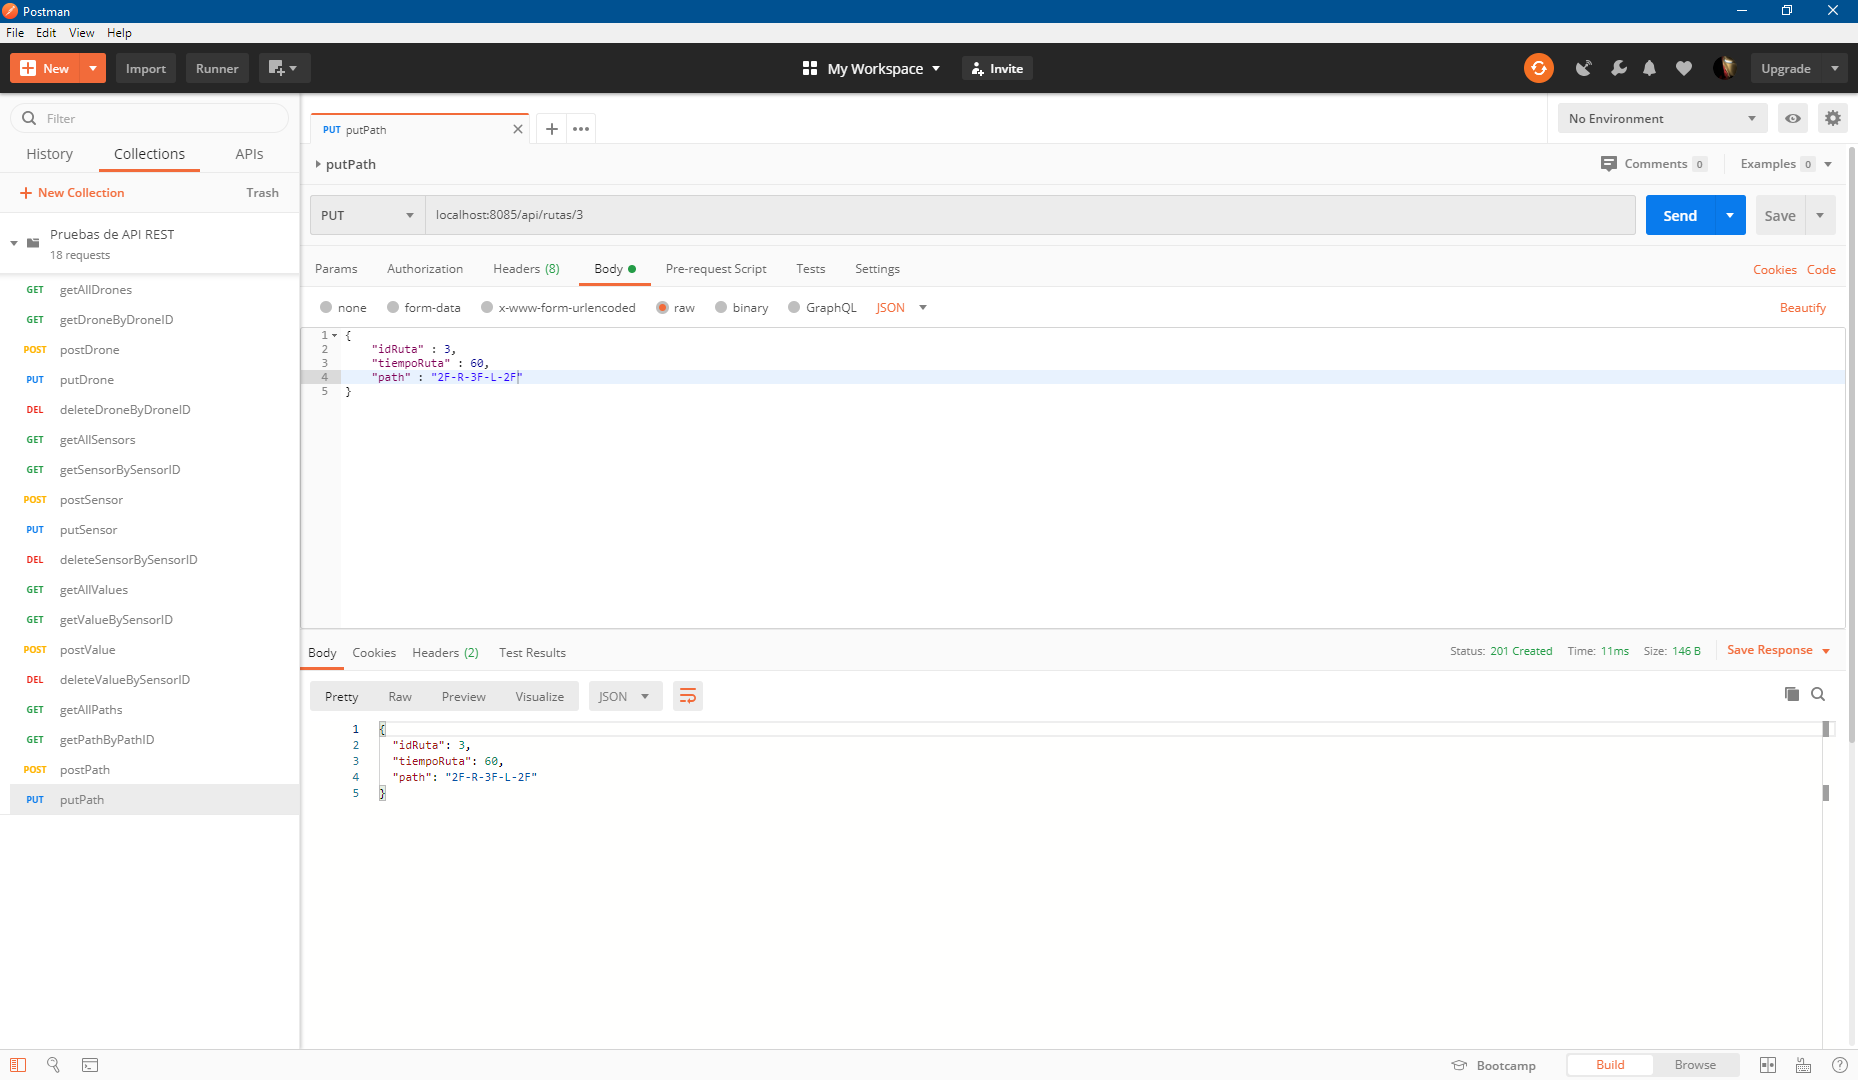 Postman
File Edit View Help
New Import Runner My Workspace Invite Upgrade
Filter
History Collections APIs
New Collection Trash
Pruebas de API REST
18 requests
GET getAllDrones
GET getDroneByDroneID
POST postDrone
PUT putDrone
DEL deleteDroneByDroneID
GET getAllSensors
GET getSensorBySensorID
POST postSensor
PUT putSensor
DEL deleteSensorBySensorID
GET getAllValues
GET getValueBySensorID
POST postValue
DEL deleteValueBySensorID
GET getAllPaths
GET getPathByPathID
POST postPath
PUT putPath
PUT putPath
No Environment
putPath Comments 0 Examples 0
PUT localhost:8085/api/rutas/3 Send Save
Params Authorization Headers (8) Body Pre-request Script Tests Settings Cookies Code
none form-data x-www-form-urlencoded raw binary GraphQL JSON Beautify
1 {
2 "idRuta" : 3,
3 "tiempoRuta" : 60,
4 "path" : "2F-R-3F-L-2F"
5 }
Body Cookies Headers (2) Test Results Status: 201 Created Time: 11ms Size: 146 B Save Response
Pretty Raw Preview Visualize JSON
1 {
2 "idRuta": 3,
3 "tiempoRuta": 60,
4 "path": "2F-R-3F-L-2F"
5 }
Bootcamp Build Browse